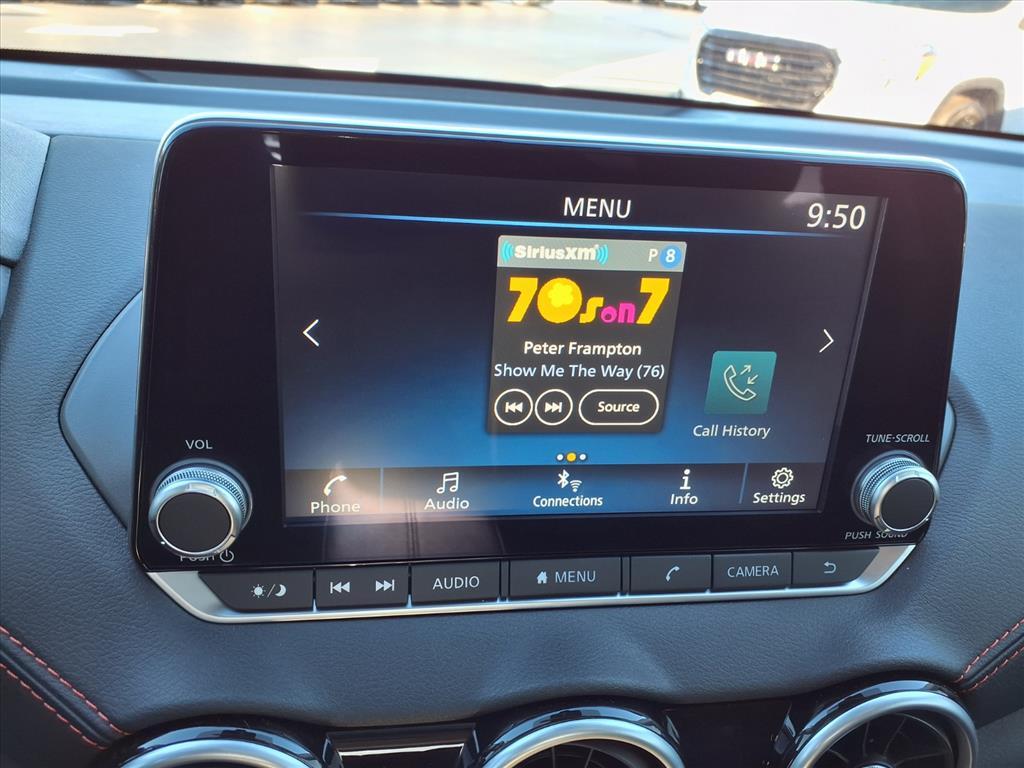 MENU
9:50
SiriusXM P 8
70s on 7
Peter Frampton
Show Me The Way (76)
Source
Call History
VOL
TUNE·SCROLL
Phone Audio Connections Info Settings
PUSH
PUSH SOUND
AUDIO MENU CAMERA